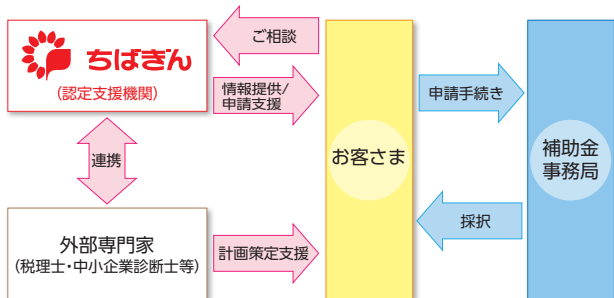 ちばぎん
(認定支援機関)
ご相談
情報提供/
申請支援
連携
外部専門家
(税理士・中小企業診断士等)
計画策定支援
お客さま
申請手続き
採択
補助金
事務局